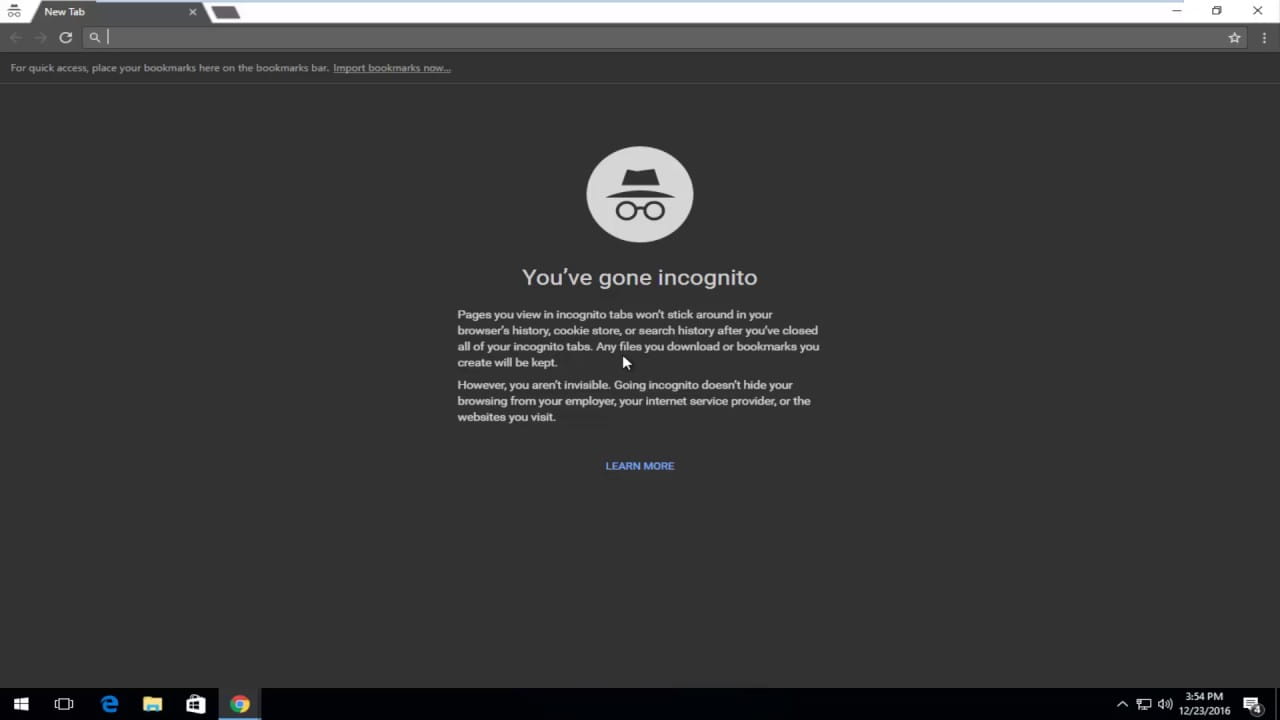 New Tab
For quick access, place your bookmarks here on the bookmarks bar. Import bookmarks now...
You've gone incognito
Pages you view in incognito tabs won't stick around in your
browser's history, cookie store, or search history after you've closed
all of your incognito tabs. Any files you download or bookmarks you
create will be kept.
However, you aren't invisible. Going incognito doesn't hide your
browsing from your employer, your internet service provider, or the
websites you visit.
LEARN MORE
3:54 PM
12/23/2016
4